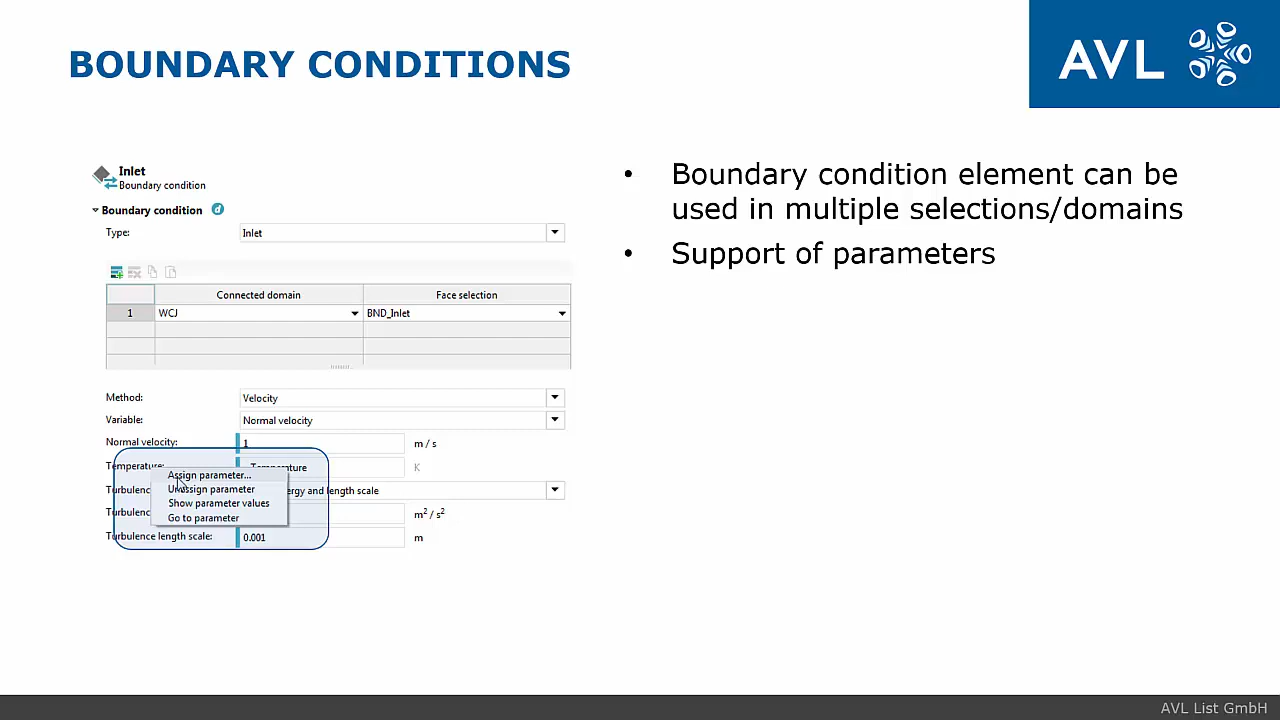 BOUNDARY CONDITIONS
AVL
Inlet
Boundary condition
Boundary condition d
Type: Inlet
Connected domain Face selection
1 WCJ BND_Inlet
Method: Velocity
Variable: Normal velocity
Normal velocity: 1 m / s
Temperature: Temperature K
Assign parameter...
Unassign parameter
Show parameter values
Go to parameter
Turbulenc ergy and length scale
Turbulenc m² / s²
Turbulence length scale: 0.001 m
• Boundary condition element can be
used in multiple selections/domains
• Support of parameters
AVL List GmbH